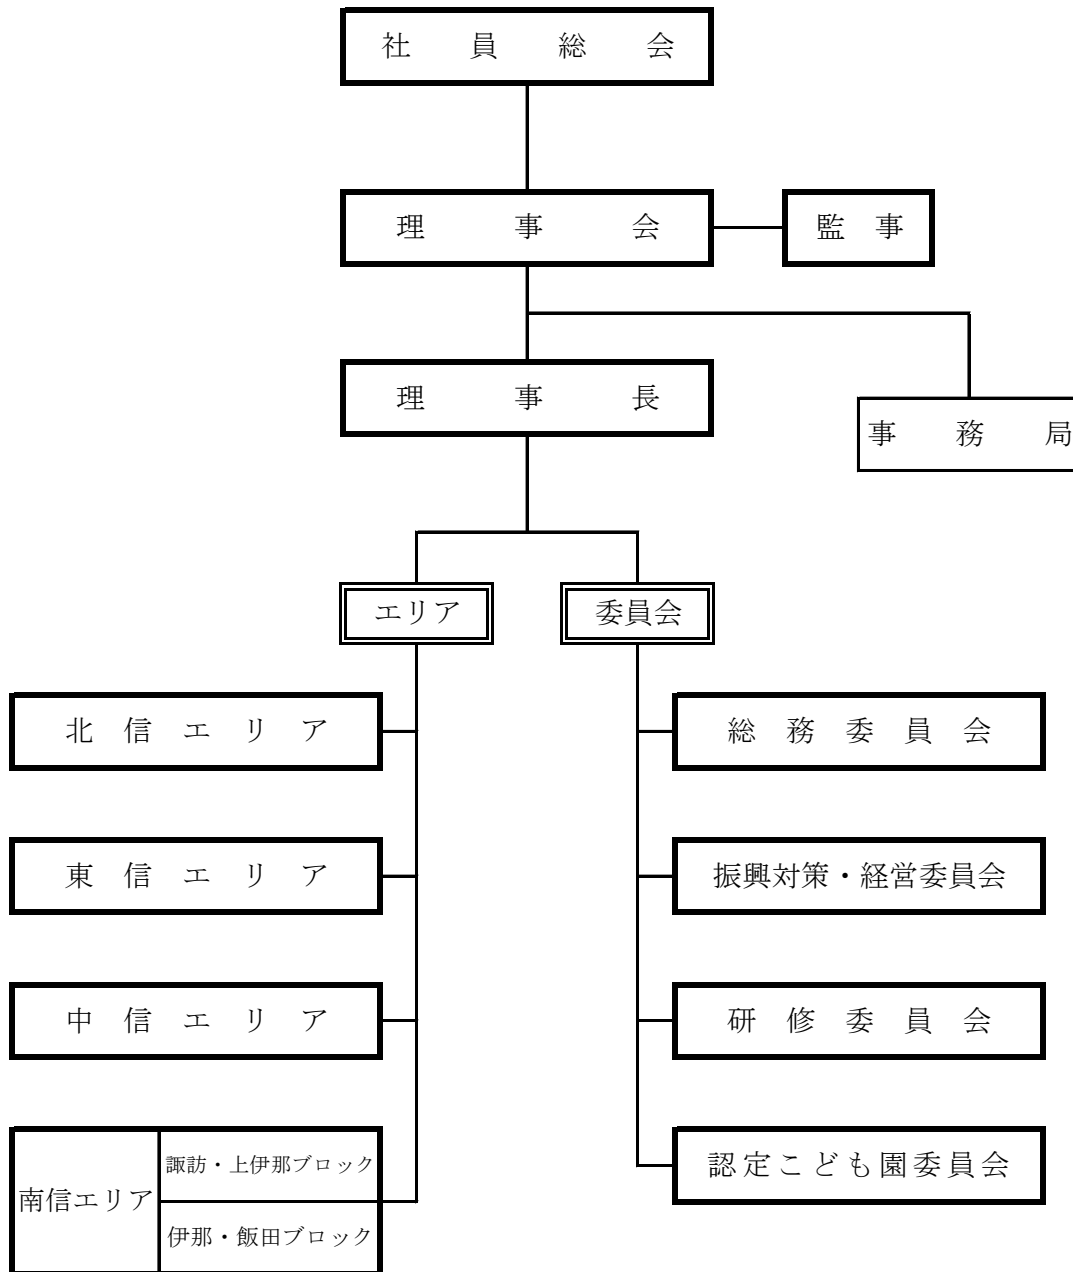 社員総会
理事会
監事
理事長
事務局
エリア
委員会
北信エリア
総務委員会
東信エリア
振興対策・経営委員会
中信エリア
研修委員会
南信エリア
諏訪・上伊那ブロック
伊那・飯田ブロック
認定こども園委員会